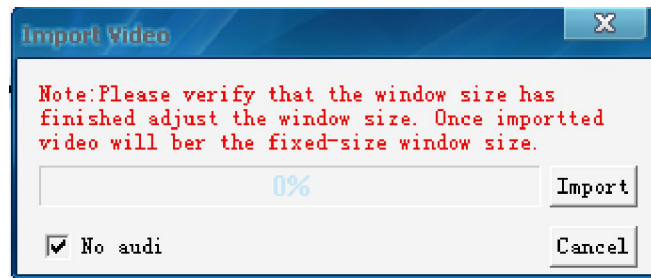 Import Video
Note:Please verify that the window size has
finished adjust the window size. Once importted
video will ber the fixed-size window size.
0%
Import
No audi
Cancel